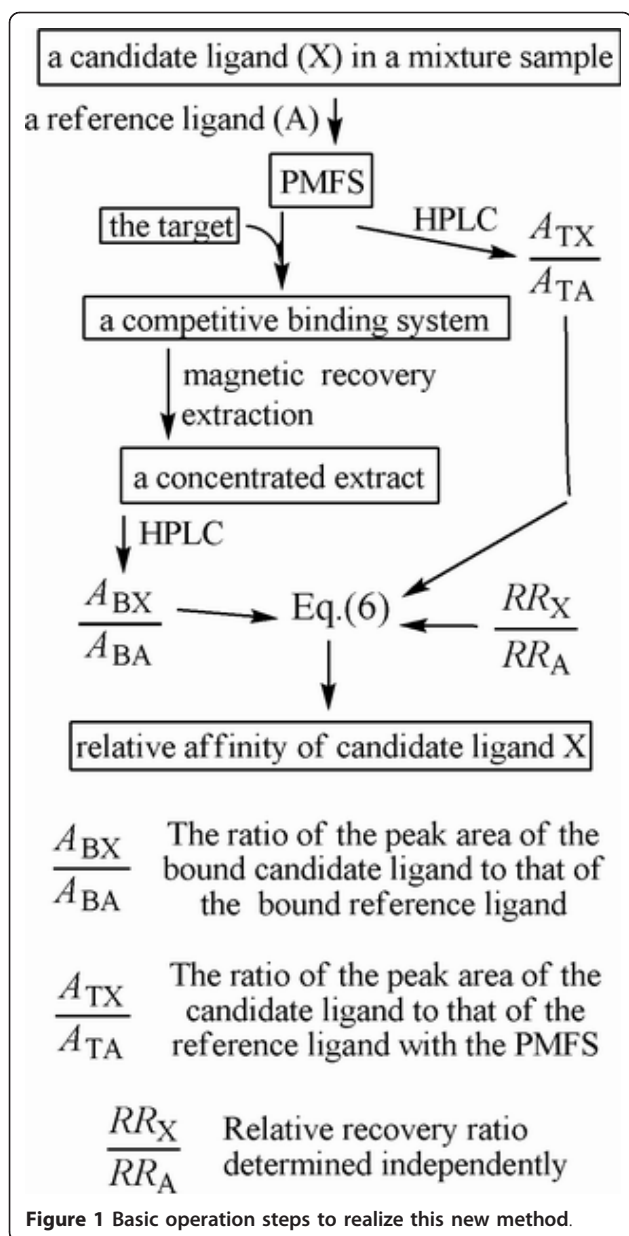 a candidate ligand (X) in a mixture sample
a reference ligand (A)
PMFS
the target
HPLC
A_TX
A_TA
a competitive binding system
magnetic recovery
extraction
a concentrated extract
HPLC
A_BX
A_BA
Eq.(6)
RR_X
RR_A
relative affinity of candidate ligand X
A_BX
A_BA
The ratio of the peak area of the
bound candidate ligand to that of
the bound reference ligand
A_TX
A_TA
The ratio of the peak area of the
candidate ligand to that of the
reference ligand with the PMFS
RR_X
RR_A
Relative recovery ratio
determined independently
Figure 1 Basic operation steps to realize this new method.